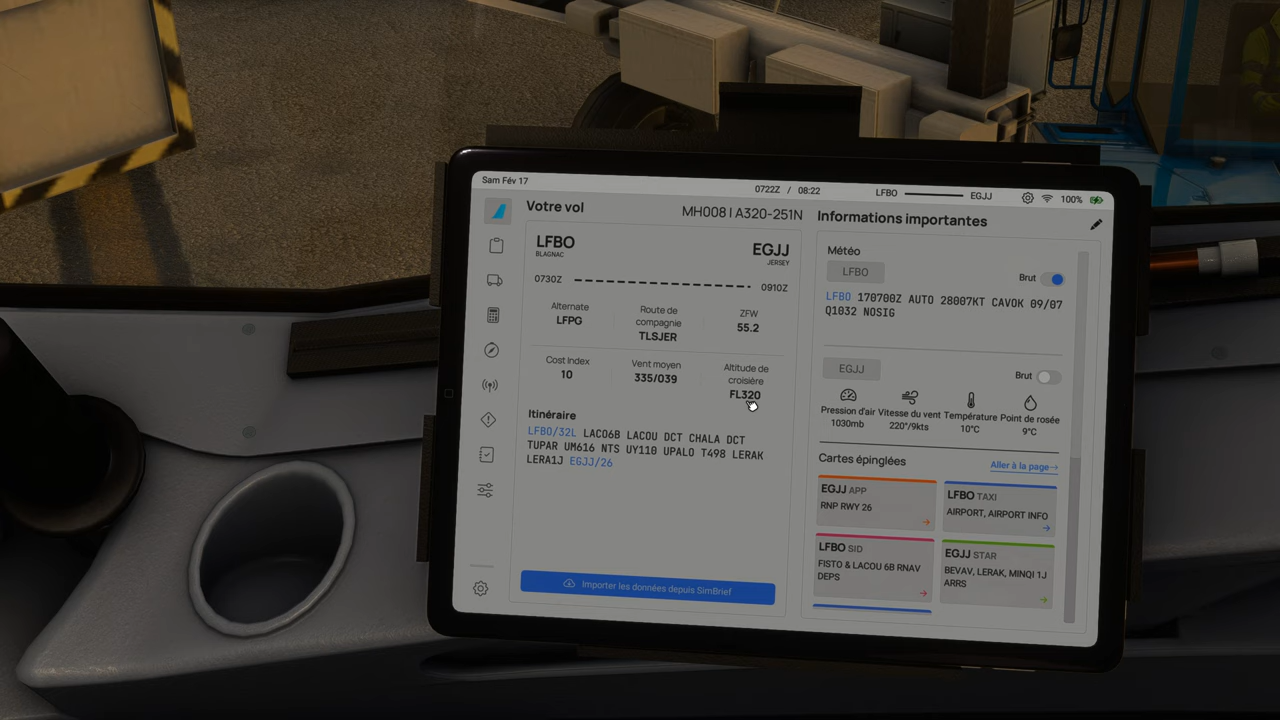 Sam Fév 17
0722Z / 08:22
LFBO
EGJJ
100%
Votre vol
MH008 | A320-251N
LFBO
BLAGNAC
EGJJ
JERSEY
0730Z
0910Z
Alternate
LFPG
Route de
compagnie
TLSJER
ZFW
55.2
Cost Index
10
Vent moyen
335/039
Altitude de
croisière
FL320
Itinéraire
LFBO/32L LACO6B LACOU DCT CHALA DCT
TUPAR UM616 NTS UY110 UPALO T498 LERAK
LERA1J EGJJ/26
Importer les données depuis SimBrief
Informations importantes
Météo
LFBO
Brut
LFBO 170700Z AUTO 28007KT CAVOK 09/07
Q1032 NOSIG
EGJJ
Brut
Pression d'air
1030mb
Vitesse du vent
220°/9kts
Température
10°C
Point de rosée
9°C
Cartes épinglées
Aller à la page
EGJJ APP
RNP RWY 26
LFBO TAXI
AIRPORT, AIRPORT INFO
LFBO SID
FISTO & LACOU 6B RNAV
DEPS
EGJJ STAR
BEVAV, LERAK, MINQI 1J
ARRS